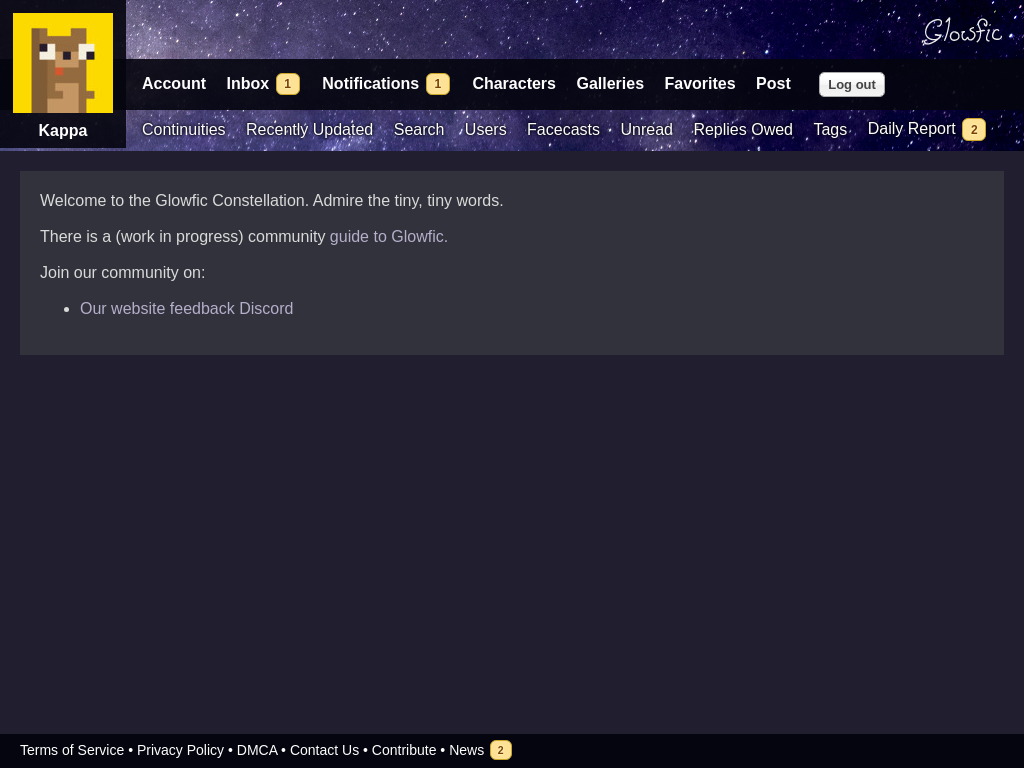 Glowfic
Account Inbox 1 Notifications 1 Characters Galleries Favorites Post Log out
Kappa
Continuities Recently Updated Search Users Facecasts Unread Replies Owed Tags Daily Report 2
Welcome to the Glowfic Constellation. Admire the tiny, tiny words.
There is a (work in progress) community guide to Glowfic.
Join our community on:
• Our website feedback Discord
Terms of Service • Privacy Policy • DMCA • Contact Us • Contribute • News 2